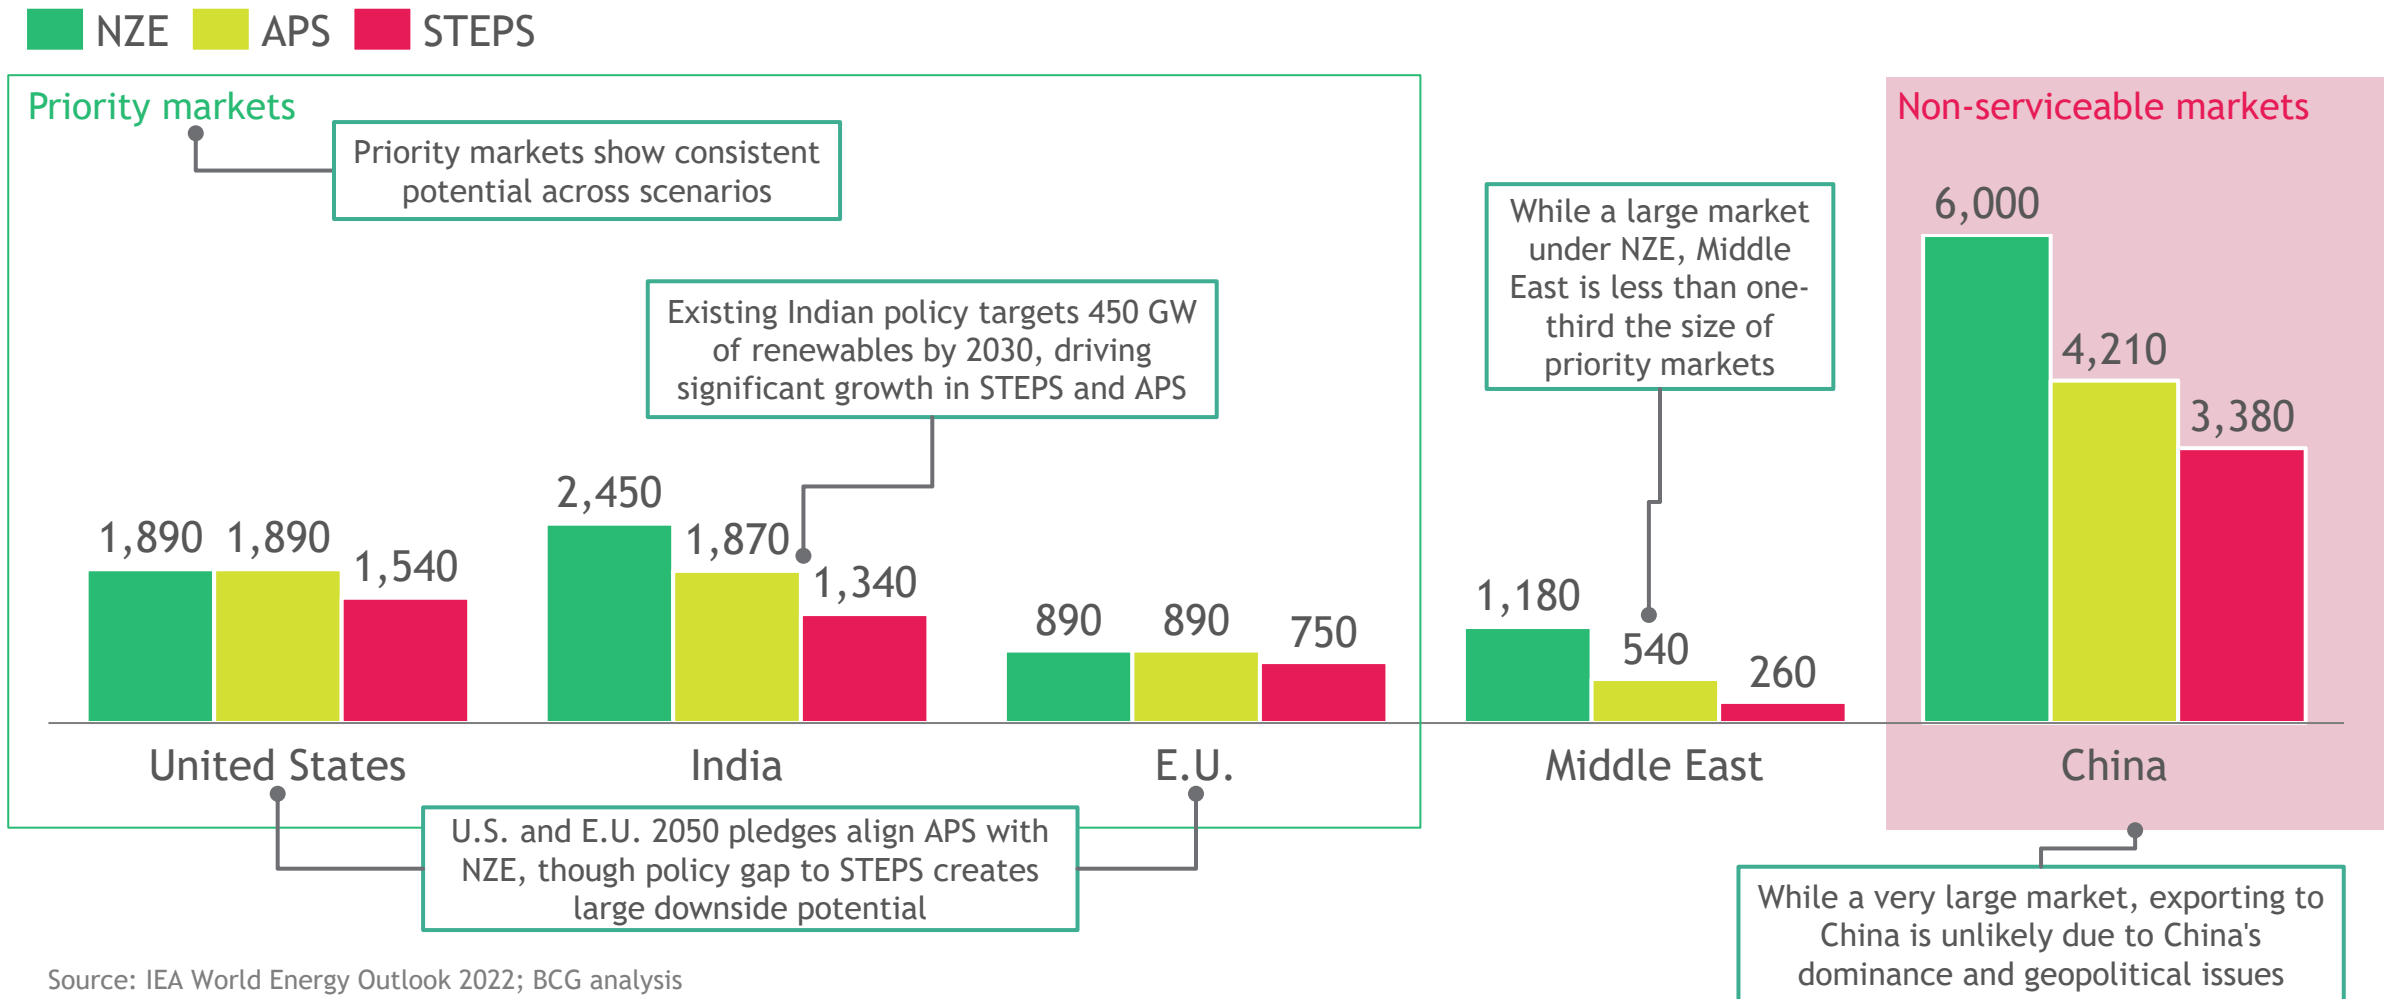 NZE APS STEPS
Priority markets
Priority markets show consistent
potential across scenarios
Existing Indian policy targets 450 GW
of renewables by 2030, driving
significant growth in STEPS and APS
While a large market
under NZE, Middle
East is less than one-
third the size of
priority markets
Non-serviceable markets
1,890 1,890 1,540
2,450 1,870 1,340
890 890 750
1,180 540 260
6,000 4,210 3,380
United States India E.U. Middle East China
U.S. and E.U. 2050 pledges align APS with
NZE, though policy gap to STEPS creates
large downside potential
While a very large market, exporting to
China is unlikely due to China's
dominance and geopolitical issues
Source: IEA World Energy Outlook 2022; BCG analysis